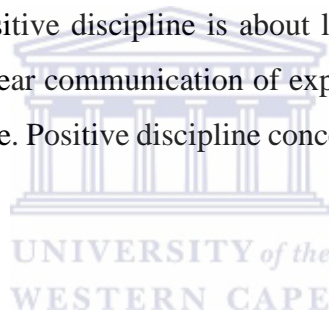 sitive discipline is about l
ear communication of exp
e. Positive discipline conce
UNIVERSITY of the
WESTERN CAPE